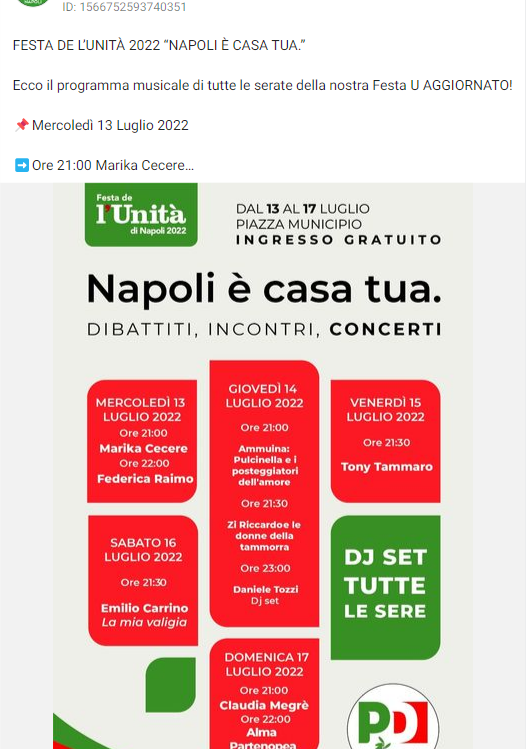 NAPOLI
ID: 1566752593740351
FESTA DE L'UNITÀ 2022 “NAPOLI È CASA TUA.”
Ecco il programma musicale di tutte le serate della nostra Festa U AGGIORNATO!
📌 Mercoledì 13 Luglio 2022
➡️ Ore 21:00 Marika Cecere...
Festa de
l'Unità
di Napoli 2022
DAL 13 AL 17 LUGLIO
PIAZZA MUNICIPIO
INGRESSO GRATUITO
Napoli è casa tua.
DIBATTITI, INCONTRI, CONCERTI
MERCOLEDÌ 13
LUGLIO 2022
Ore 21:00
Marika Cecere
Ore 22:00
Federica Raimo
GIOVEDÌ 14
LUGLIO 2022
Ore 21:00
Ammuina:
Pulcinella e i
posteggiatori
dell'amore
Ore 21:30
Zi Riccardoe le
donne della
tammorra
Ore 23:00
Daniele Tozzi
Dj set
VENERDÌ 15
LUGLIO 2022
Ore 21:30
Tony Tammaro
SABATO 16
LUGLIO 2022
Ore 21:30
Emilio Carrino
La mia valigia
DJ SET
TUTTE
LE SERE
DOMENICA 17
LUGLIO 2022
Ore 21:00
Claudia Megrè
Ore 22:00
Alma
Partenopea
PD